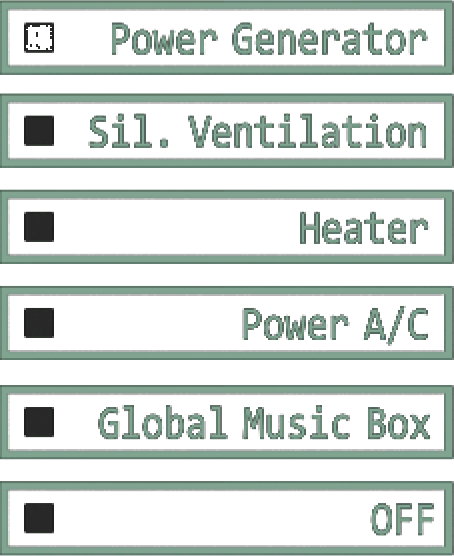 Power Generator
Sil. Ventilation
Heater
Power A/C
Global Music Box
OFF